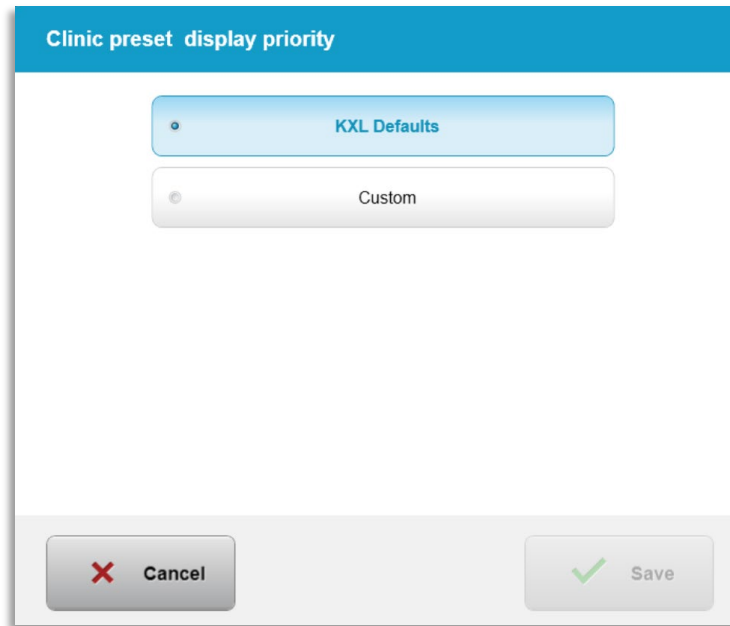 Clinic preset display priority
KXL Defaults
Custom
Cancel
Save